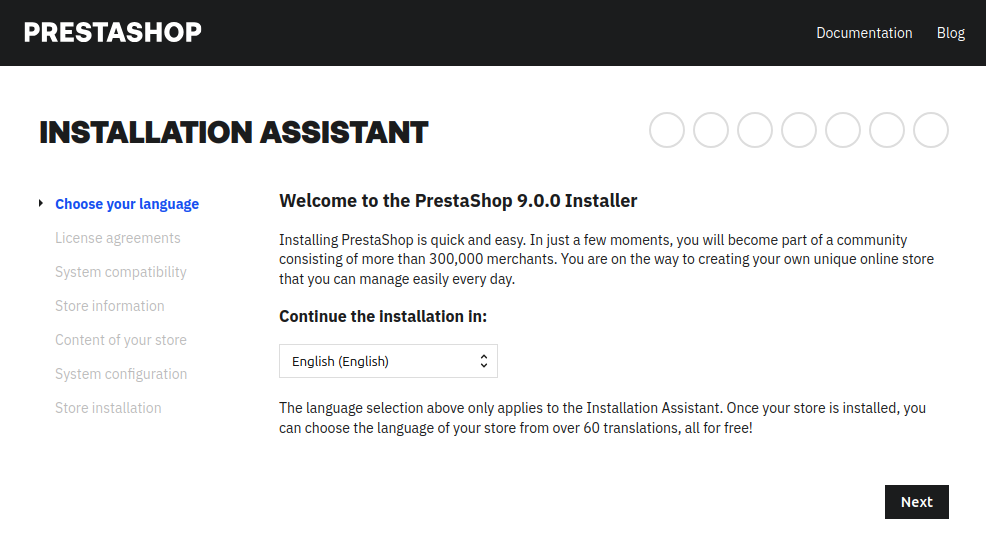 PRESTASHOP
Documentation
Blog
INSTALLATION ASSISTANT
Choose your language
License agreements
System compatibility
Store information
Content of your store
System configuration
Store installation
Welcome to the PrestaShop 9.0.0 Installer
Installing PrestaShop is quick and easy. In just a few moments, you will become part of a community
consisting of more than 300,000 merchants. You are on the way to creating your own unique online store
that you can manage easily every day.
Continue the installation in:
English (English)
The language selection above only applies to the Installation Assistant. Once your store is installed, you
can choose the language of your store from over 60 translations, all for free!
Next